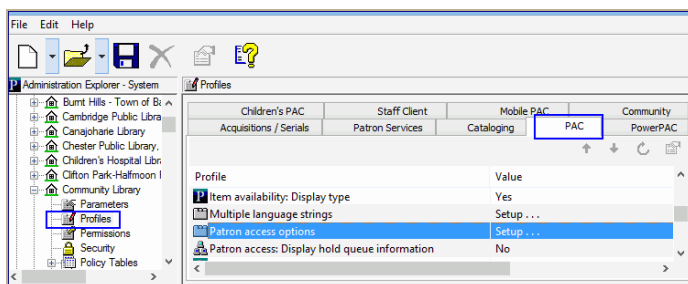 File Edit Help
Administration Explorer - System
Burnt Hills - Town of Ba
Cambridge Public Libra
Canajoharie Library
Chester Public Library,
Children's Hospital Libra
Clifton Park-Halfmoon
Community Library
Parameters
Profiles
Permissions
Security
Policy Tables
Profiles
Children's PAC Staff Client Mobile PAC Community
Acquisitions / Serials Patron Services Cataloging PAC PowerPAC
Profile Value
Item availability: Display type Yes
Multiple language strings Setup . . .
Patron access options Setup . . .
Patron access: Display hold queue information No